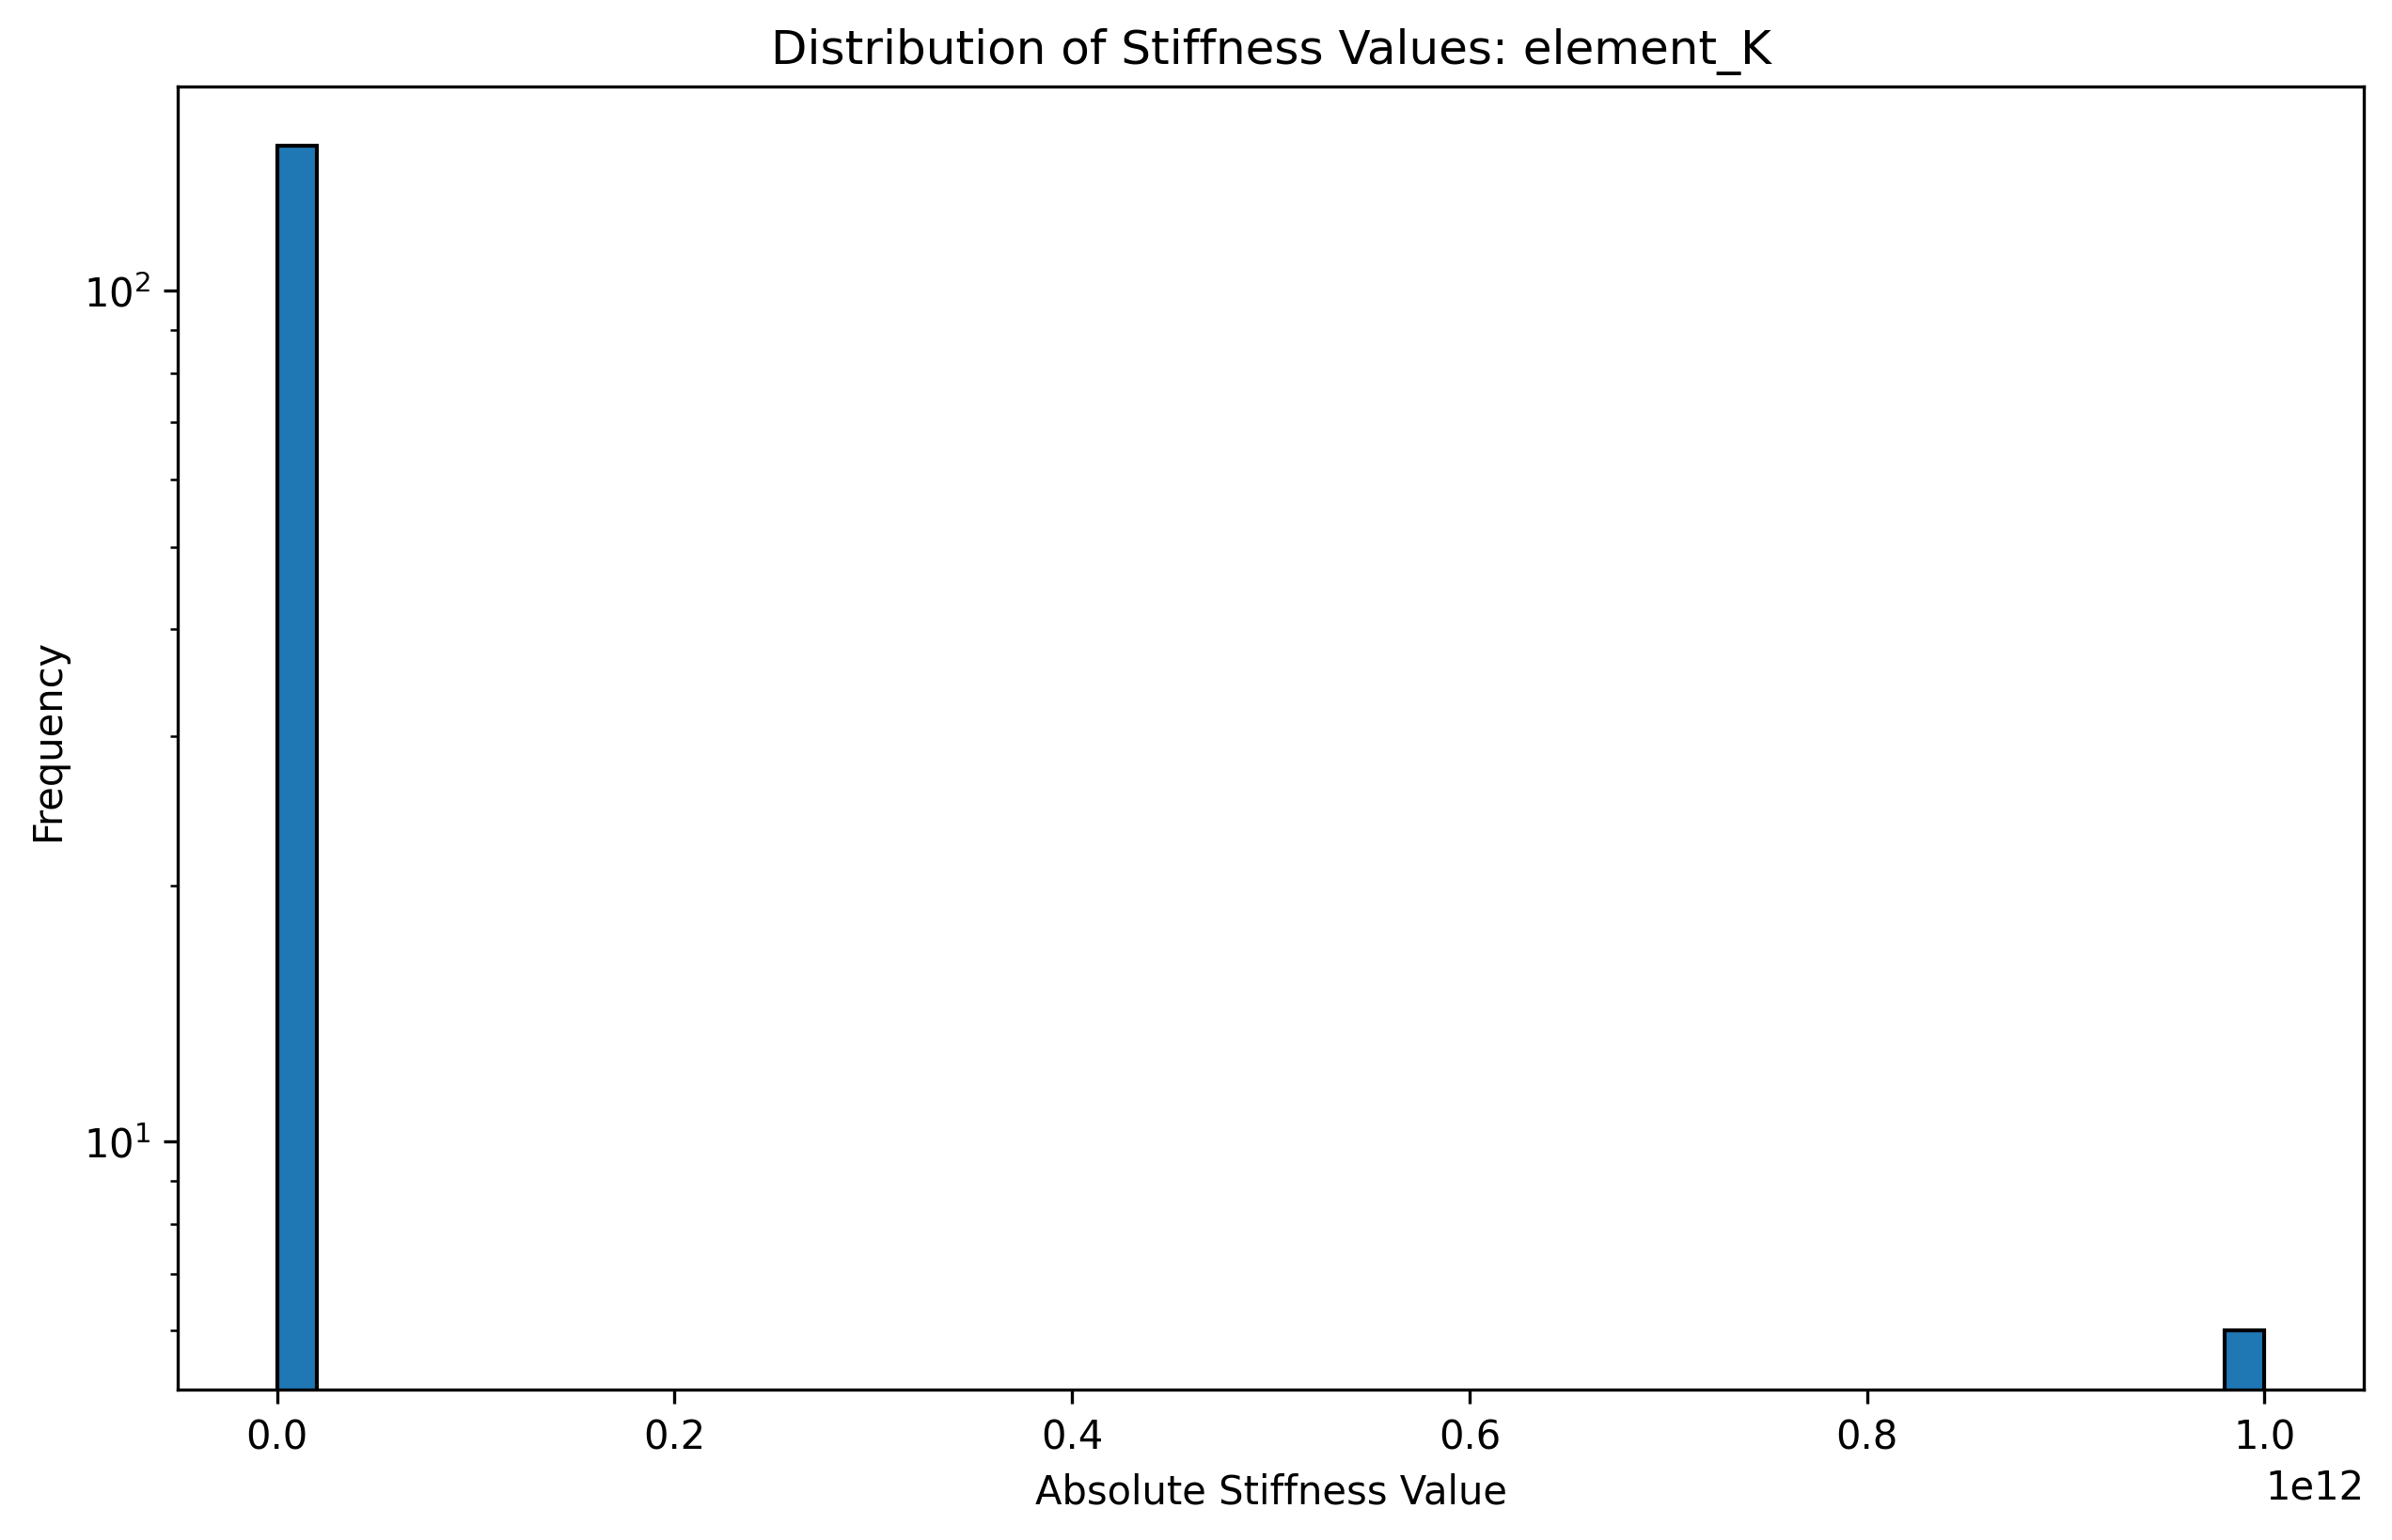 Distribution of Stiffness Values: element_K
10²
10¹
Frequency
0.0 0.2 0.4 0.6 0.8 1.0
1e12
Absolute Stiffness Value